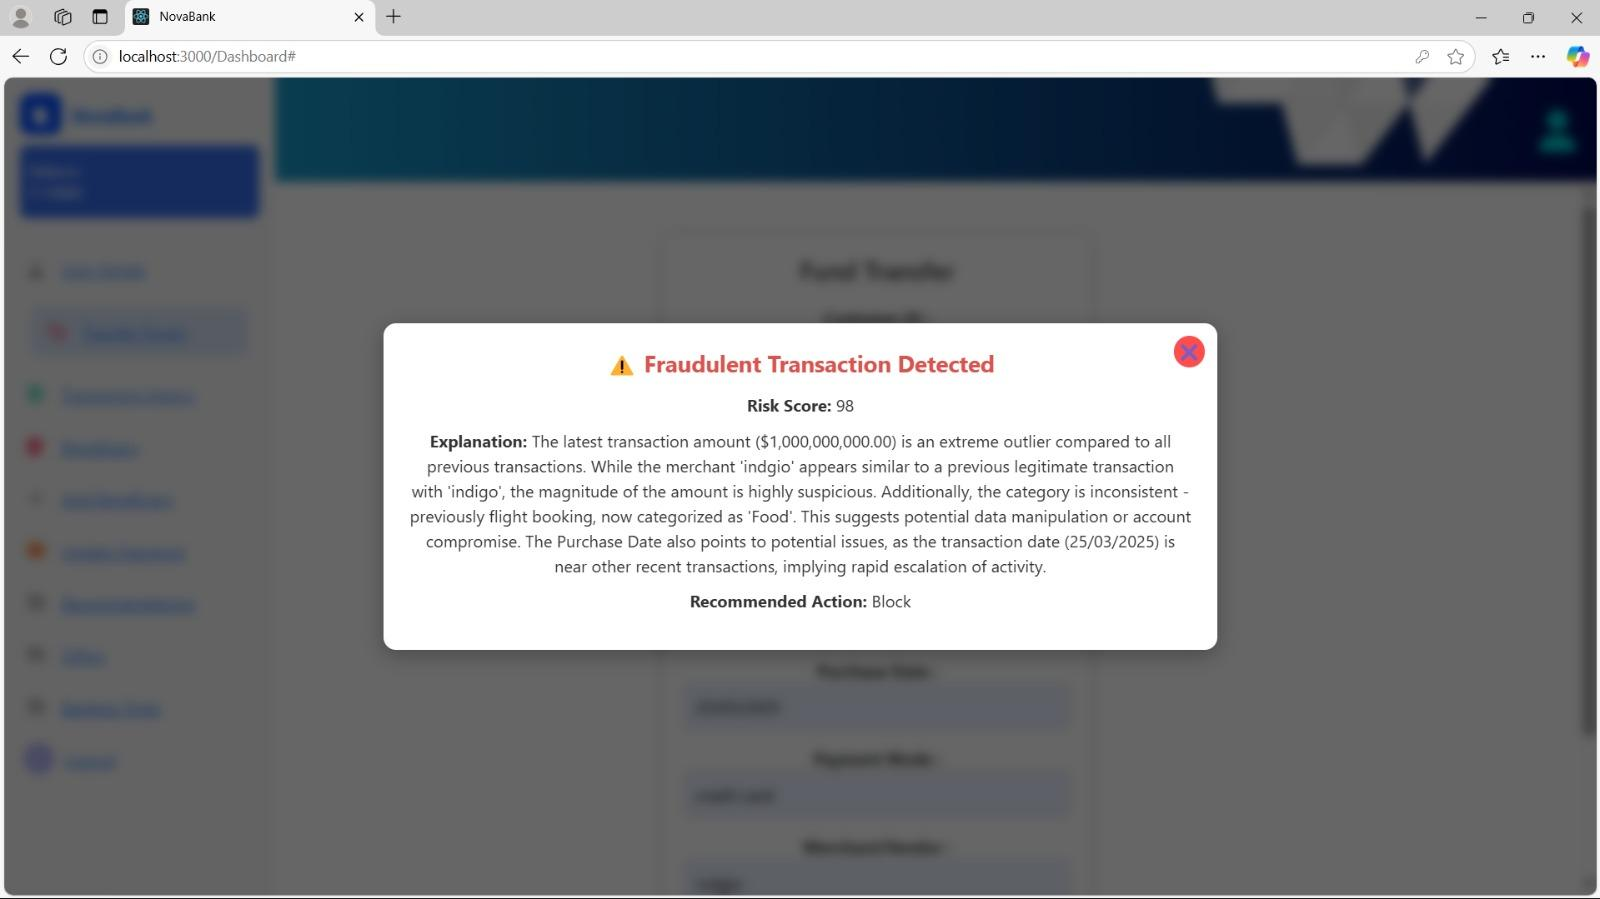 NovaBank
localhost:3000/Dashboard#
NovaBank
Fund Transfer
Fraudulent Transaction Detected
Risk Score: 98
Explanation: The latest transaction amount ($1,000,000,000.00) is an extreme outlier compared to all
previous transactions. While the merchant 'indgio' appears similar to a previous legitimate transaction
with 'indigo', the magnitude of the amount is highly suspicious. Additionally, the category is inconsistent -
previously flight booking, now categorized as 'Food'. This suggests potential data manipulation or account
compromise. The Purchase Date also points to potential issues, as the transaction date (25/03/2025) is
near other recent transactions, implying rapid escalation of activity.
Recommended Action: Block
Purchase Date
Payment Mode
credit card